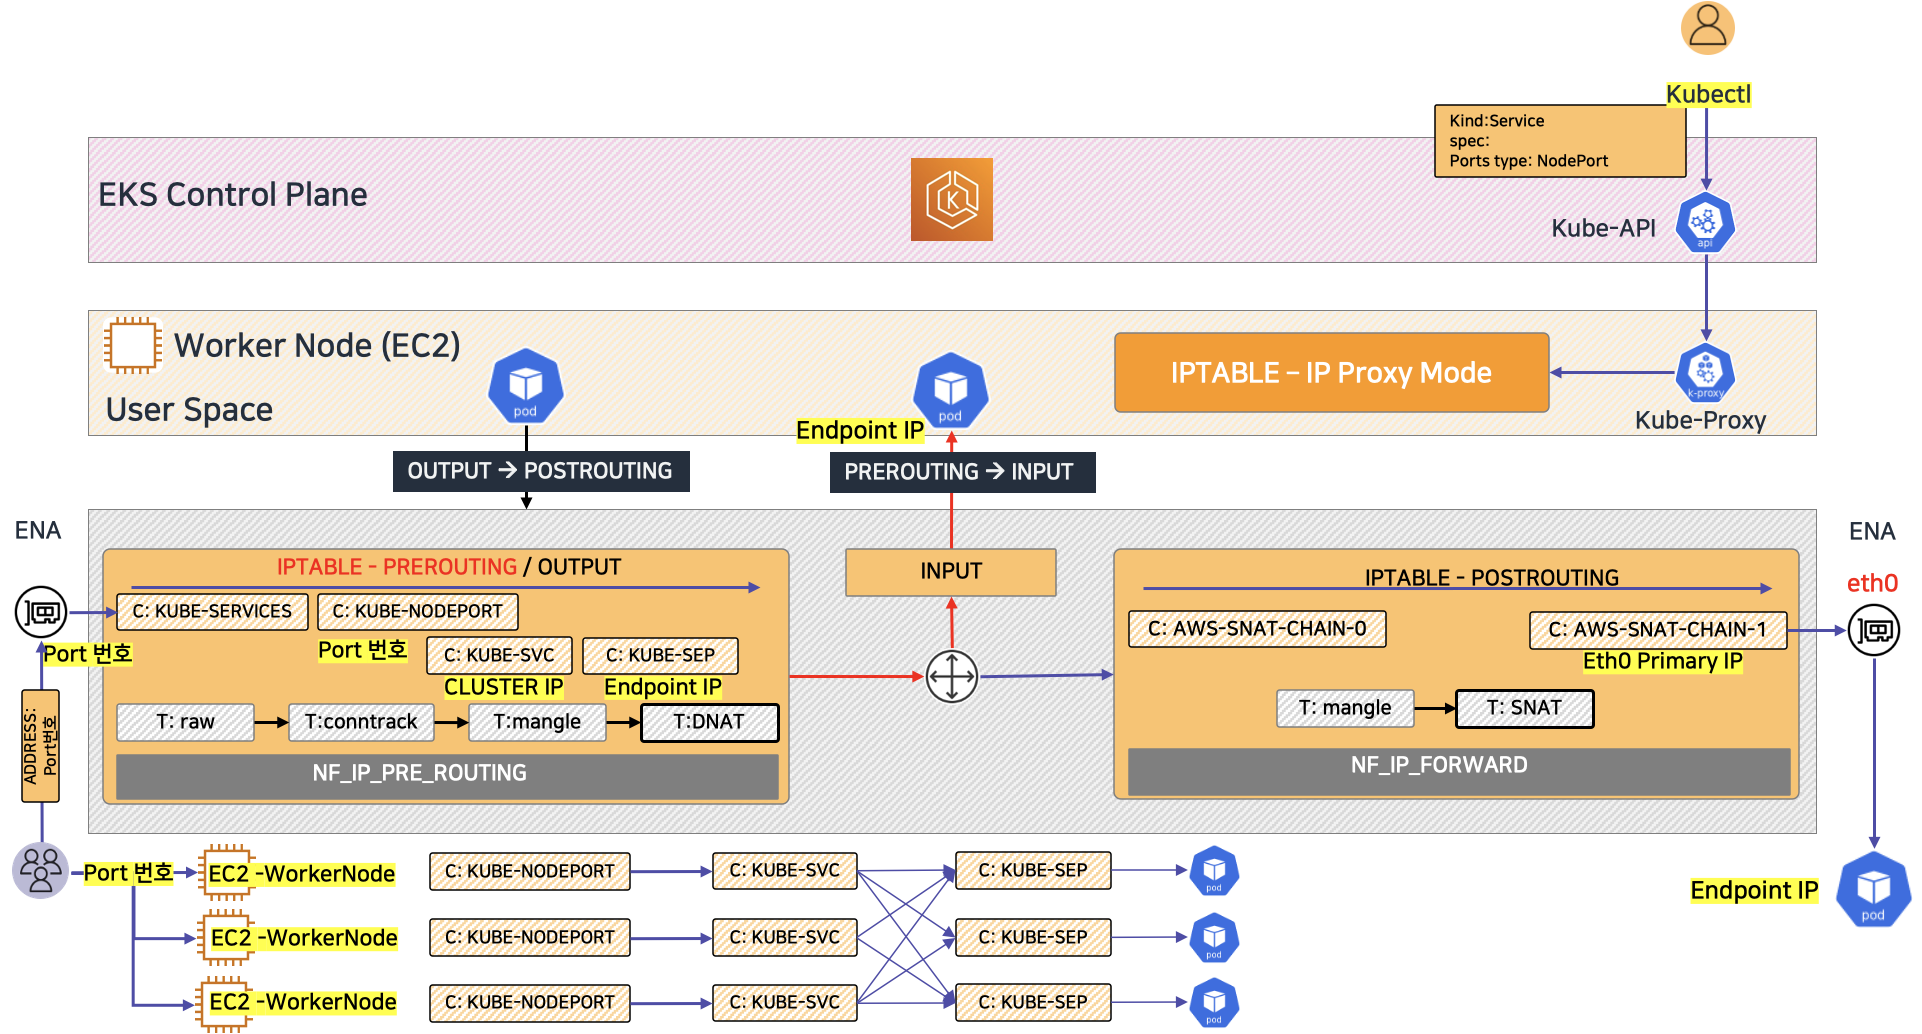 Kubectl
Kind:Service
spec:
Ports type: NodePort
EKS Control Plane
K
Kube-API
api
Worker Node (EC2)
User Space
pod
pod
Endpoint IP
IPTABLE – IP Proxy Mode
k-proxy
Kube-Proxy
OUTPUT → POSTROUTING
PREROUTING → INPUT
ENA
ENA
IPTABLE - PREROUTING / OUTPUT
INPUT
IPTABLE - POSTROUTING
eth0
C: KUBE-SERVICES
C: KUBE-NODEPORT
C: AWS-SNAT-CHAIN-0
C: AWS-SNAT-CHAIN-1
Port 번호
Port 번호
C: KUBE-SVC
C: KUBE-SEP
Eth0 Primary IP
CLUSTER IP
Endpoint IP
T: raw
T:conntrack
T:mangle
T:DNAT
T: mangle
T: SNAT
ADDRESS:
Port번호
NF_IP_PRE_ROUTING
NF_IP_FORWARD
Port 번호
EC2 -WorkerNode
C: KUBE-NODEPORT
C: KUBE-SVC
C: KUBE-SEP
pod
Endpoint IP
pod
EC2 -WorkerNode
C: KUBE-NODEPORT
C: KUBE-SVC
C: KUBE-SEP
pod
EC2 -WorkerNode
C: KUBE-NODEPORT
C: KUBE-SVC
C: KUBE-SEP
pod